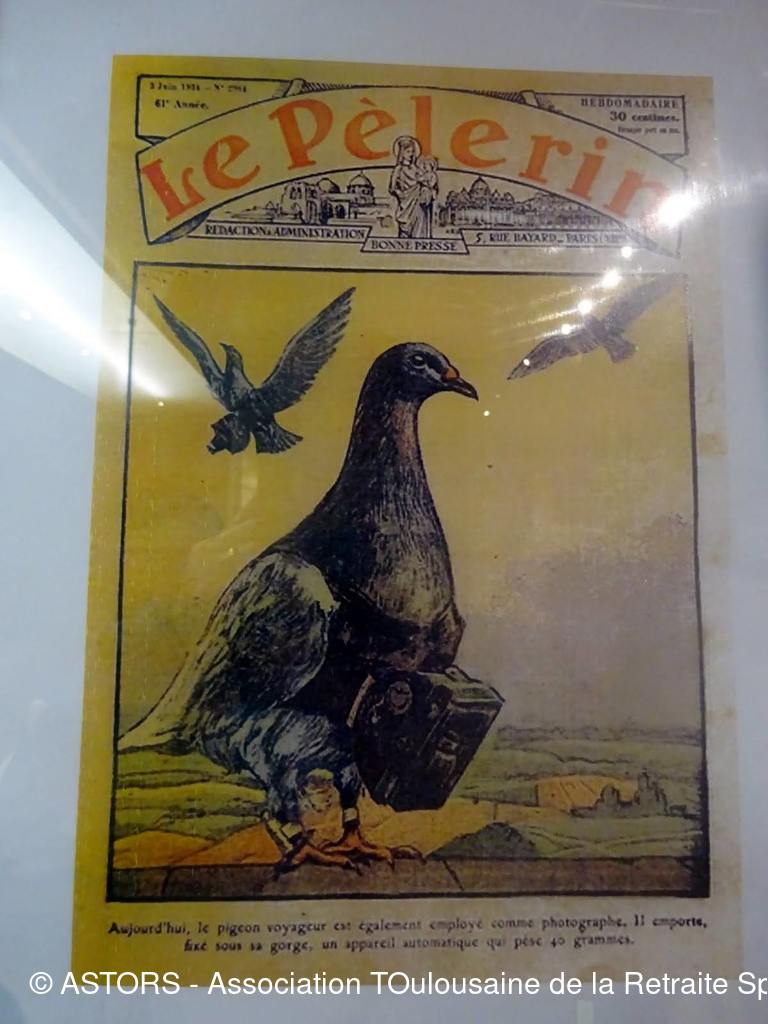 3 Juin 1934 - N° 2984
61e Année.
HEBDOMADAIRE
30 centimes.
Le Pèlerin
RÉDACTION & ADMINISTRATION
BONNE PRESSE
5, RUE BAYARD _ PARIS
Aujourd'hui, le pigeon voyageur est également employé comme photographe. Il emporte,
fixé sous sa gorge, un appareil automatique qui pèse 40 grammes.
© ASTORS - Association TOulousaine de la Retraite Sp